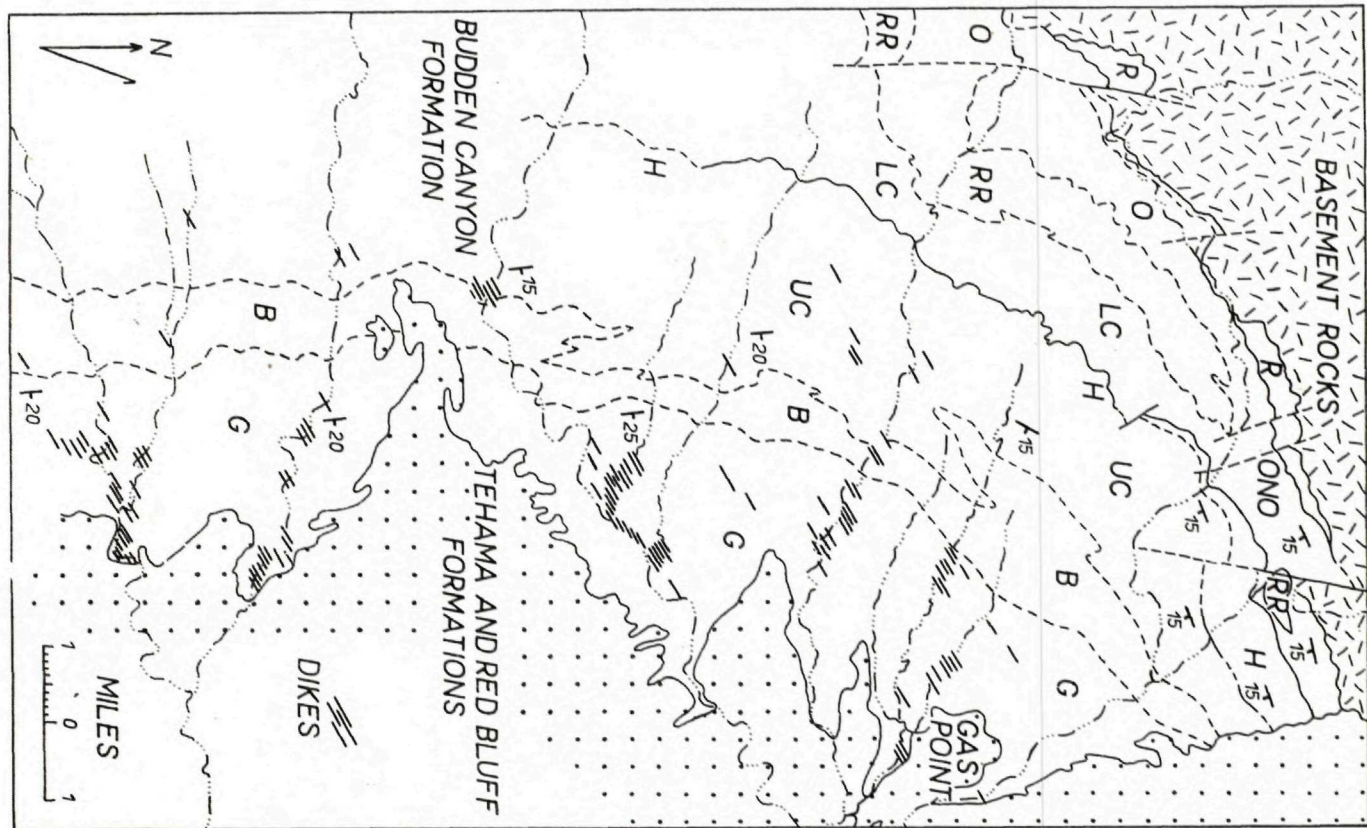 BASEMENT ROCKS
15
15
RR
R
ONO
H
15
15
15
O
R
UC
LC
H
B
G
15
O
RR
GAS
POINT
RR
LC
UC
B
20
G
H
25
15
TEHAMA AND RED BLUFF
FORMATIONS
BUDDEN CANYON
FORMATION
20
DIKES
B
G
N
MILES
1 0 1
20